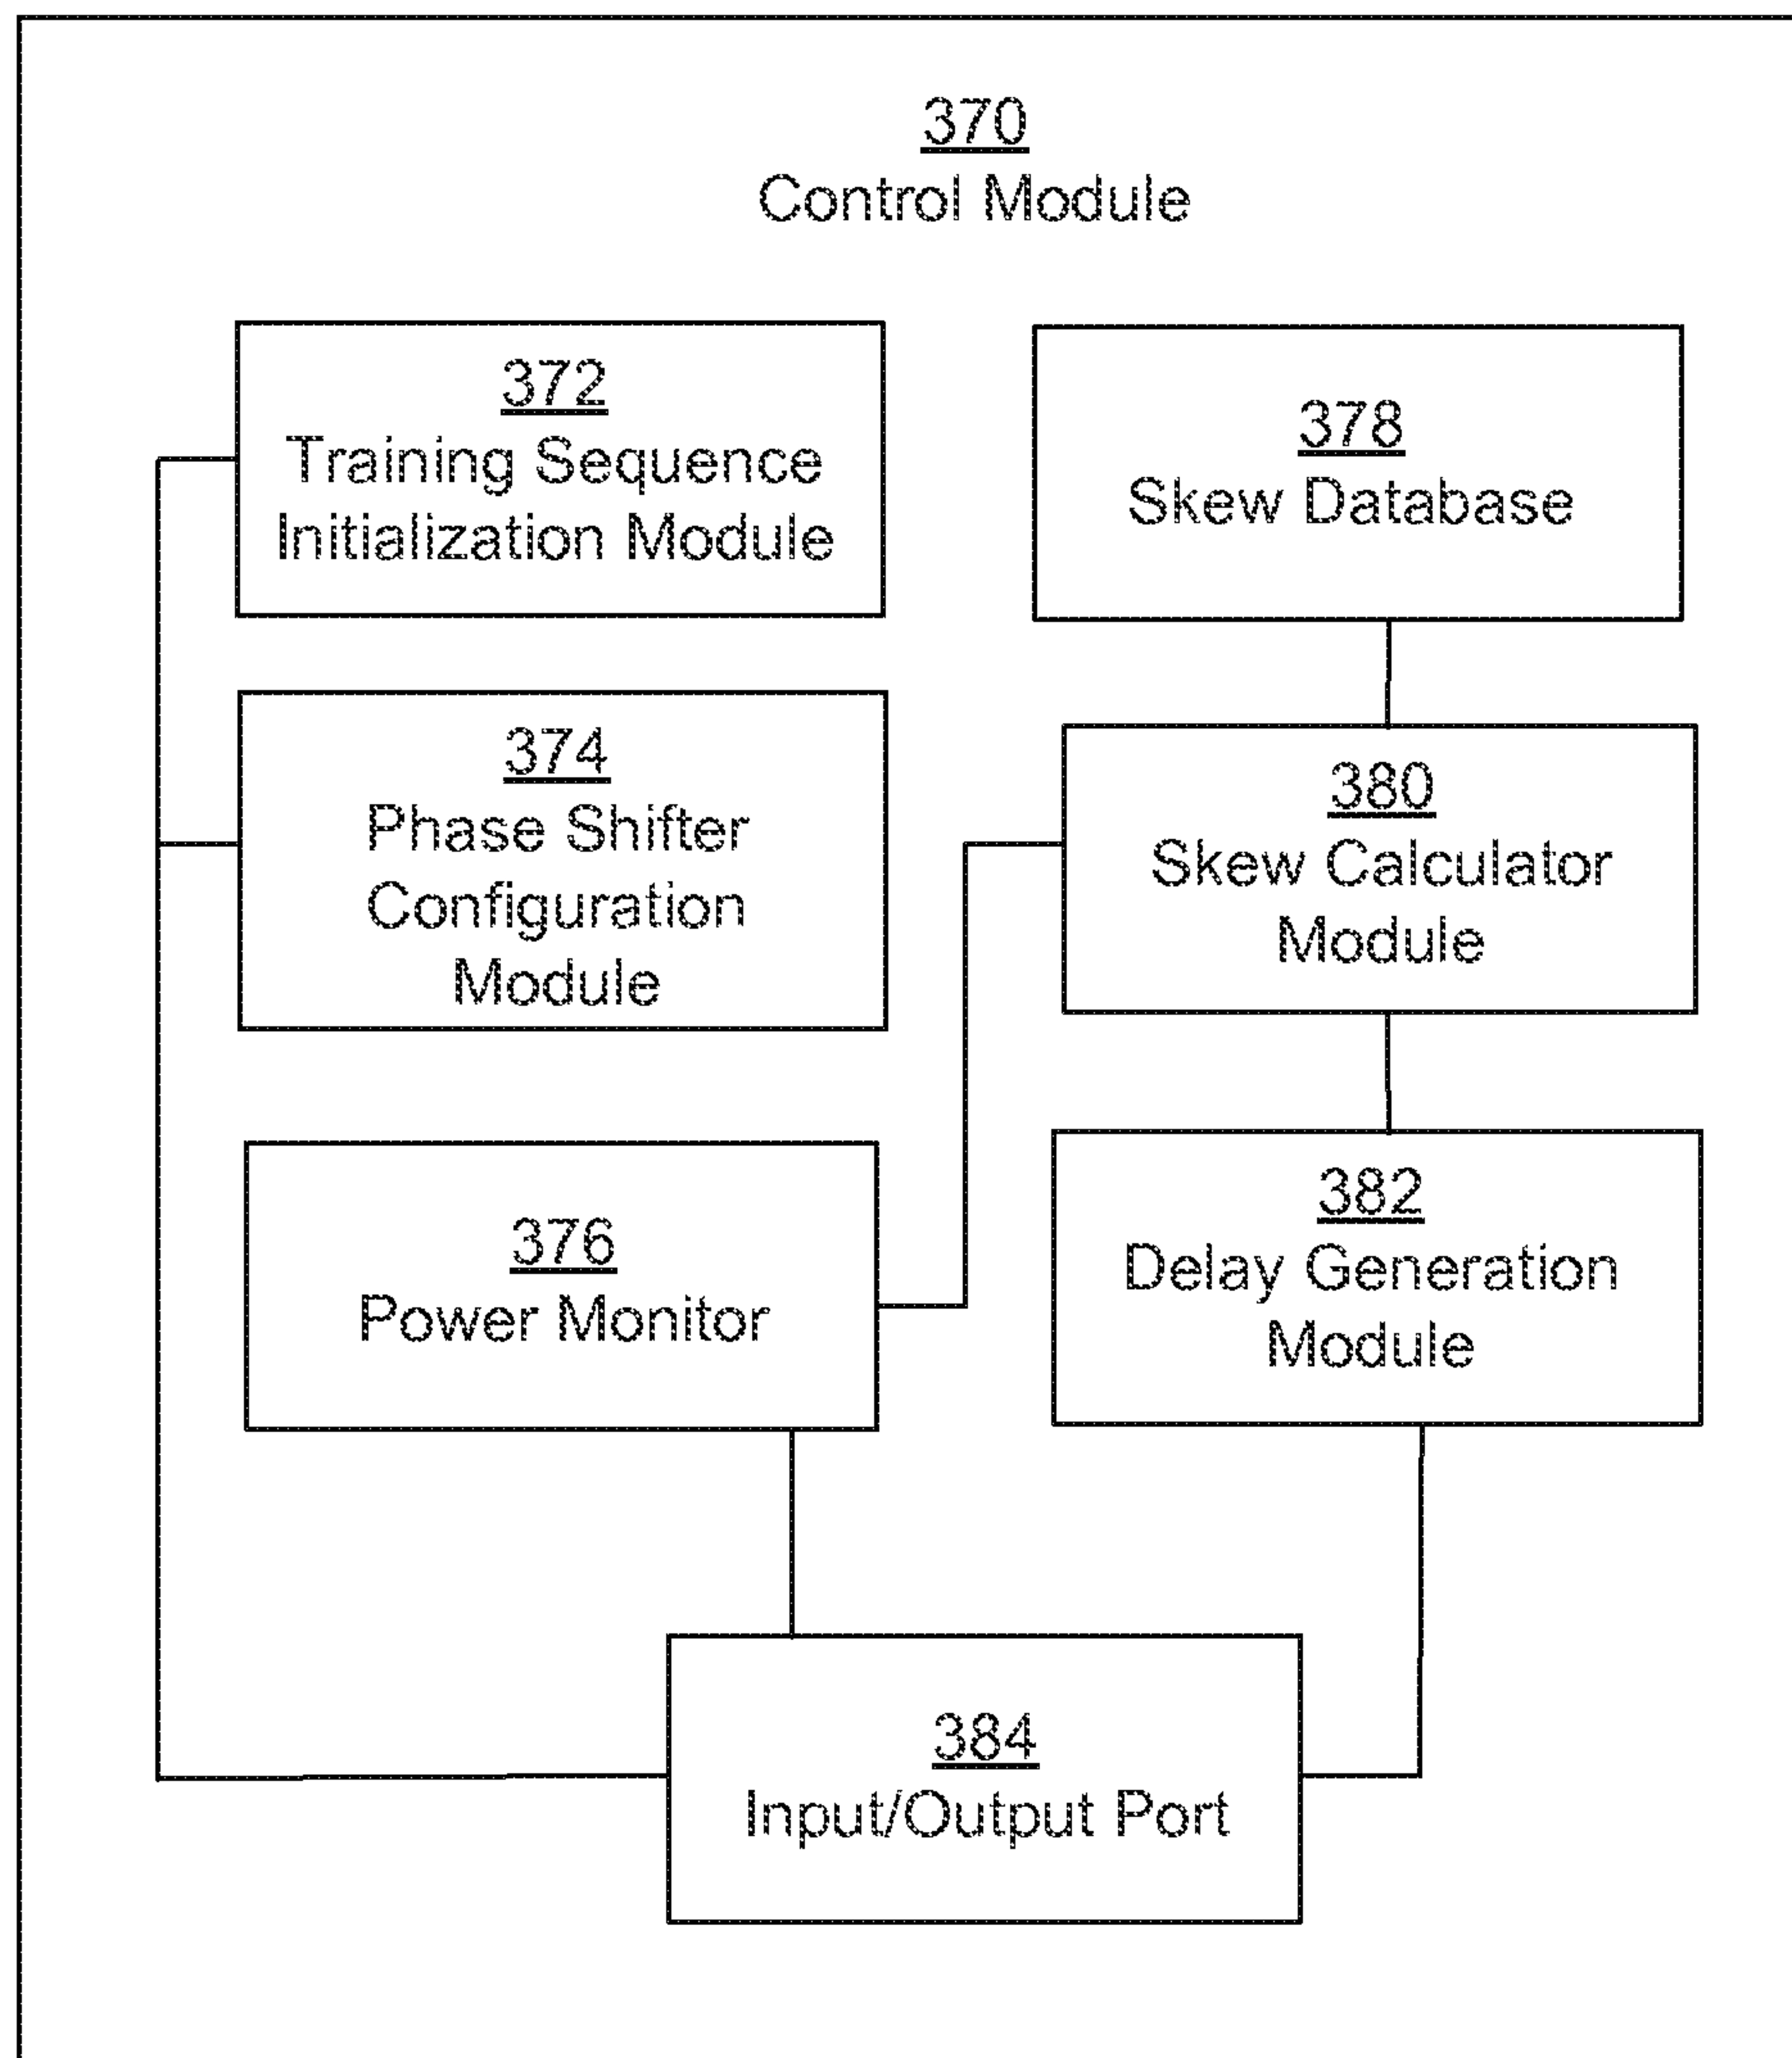 370
Control Module
372
Training Sequence
Initialization Module
374
Phase Shifter
Configuration
Module
376
Power Monitor
378
Skew Database
380
Skew Calculator
Module
382
Delay Generation
Module
384
Input/Output Port